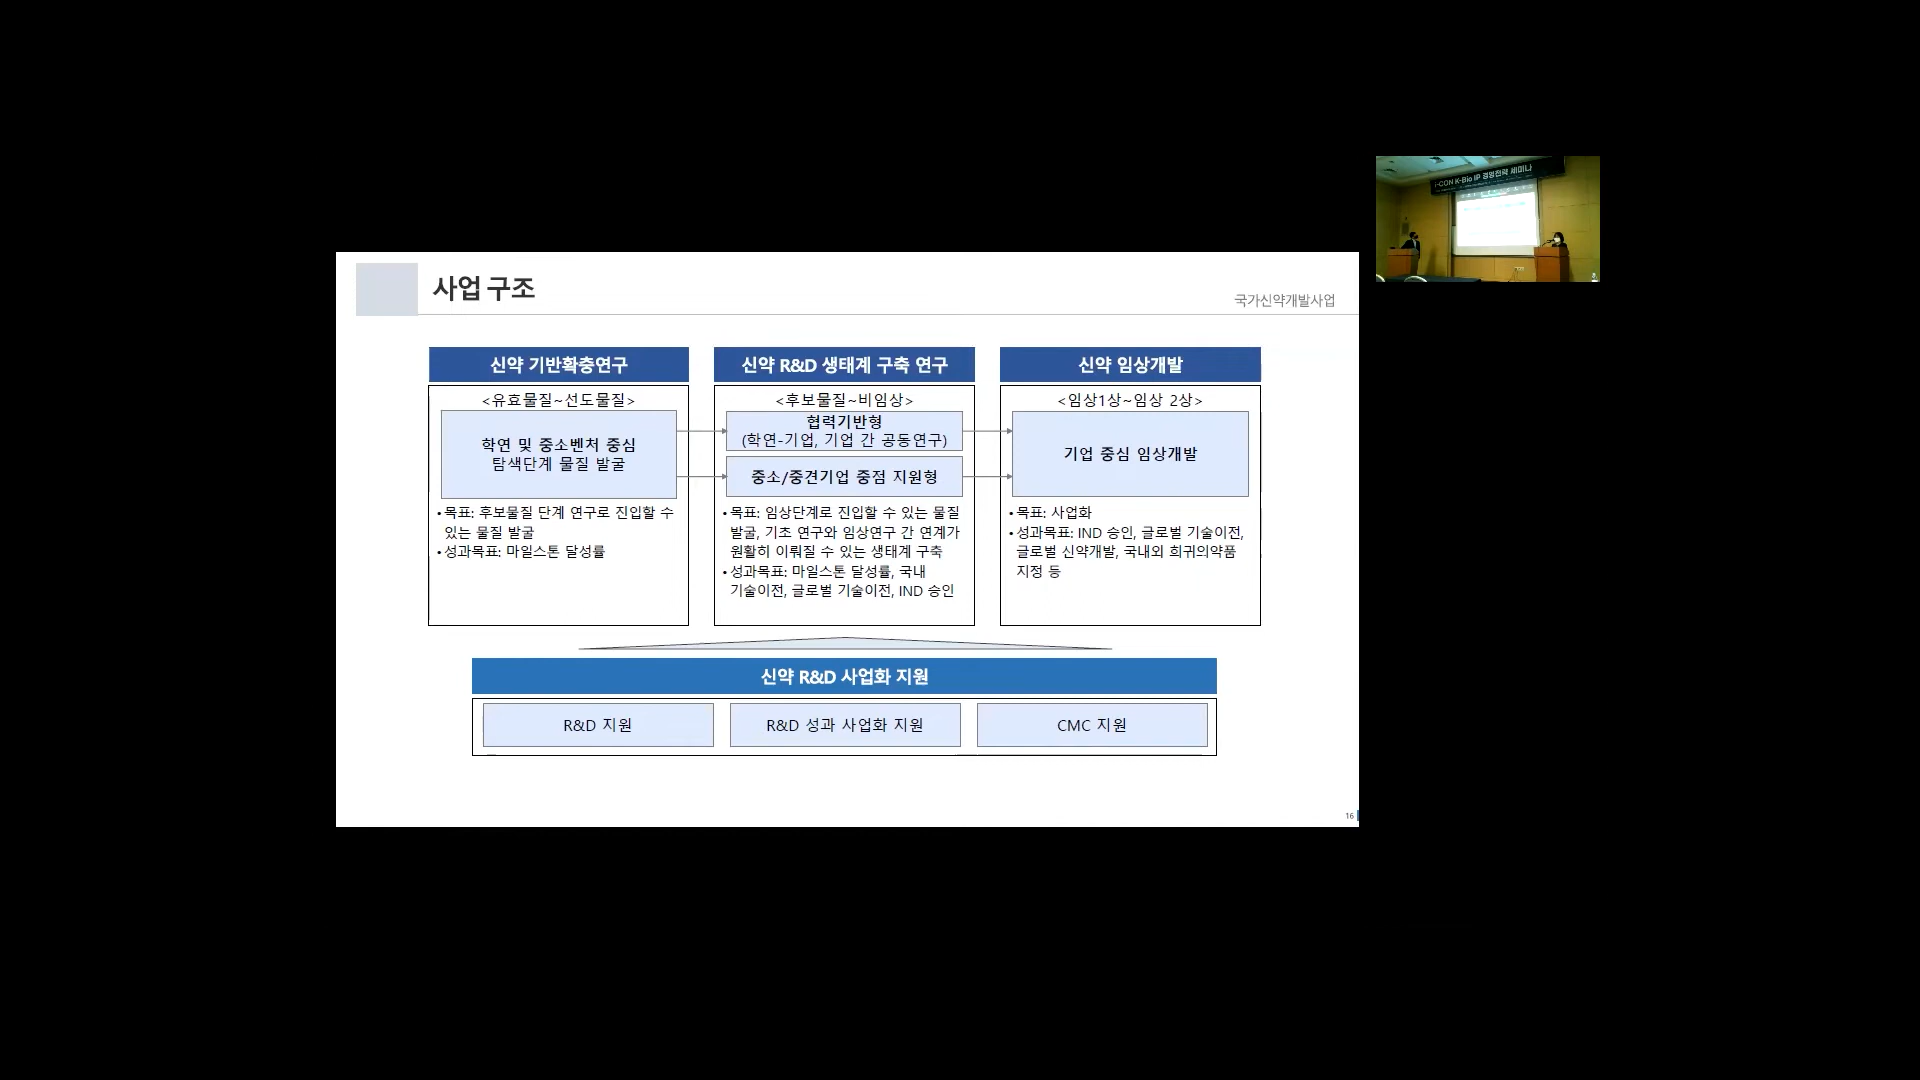 사업 구조
국가신약개발사업
신약 기반확충연구
<유효물질~선도물질>
학연 및 중소벤처 중심
탐색단계 물질 발굴
• 목표: 후보물질 단계 연구로 진입할 수
있는 물질 발굴
• 성과목표: 마일스톤 달성률
신약 R&D 생태계 구축 연구
<후보물질~비임상>
협력기반형
(학연-기업, 기업 간 공동연구)
중소/중견기업 중점 지원형
• 목표: 임상단계로 진입할 수 있는 물질
발굴, 기초 연구와 임상연구 간 연계가
원활히 이뤄질 수 있는 생태계 구축
• 성과목표: 마일스톤 달성률, 국내
기술이전, 글로벌 기술이전, IND 승인
신약 임상개발
<임상1상~임상 2상>
기업 중심 임상개발
• 목표: 사업화
• 성과목표: IND 승인, 글로벌 기술이전,
글로벌 신약개발, 국내외 희귀의약품
지정 등
신약 R&D 사업화 지원
R&D 지원
R&D 성과 사업화 지원
CMC 지원
16
i-CON K-Bio IP 경영전략 세미나